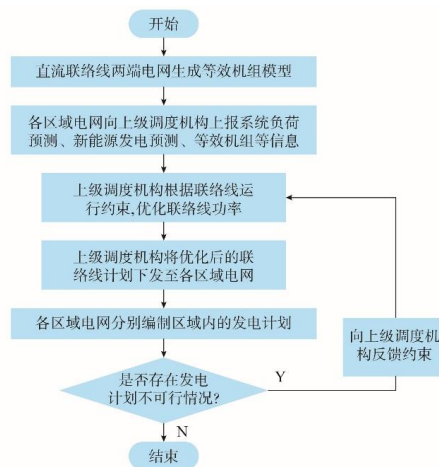 开始
直流联络线两端电网生成等效机组模型
各区域电网向上级调度机构上报系统负荷
预测、新能源发电预测、等效机组等信息
上级调度机构根据联络线运
行约束,优化联络线功率
上级调度机构将优化后的联
络线计划下发至各区域电网
各区域电网分别编制区域内的发电计划
向上级调度机
构反馈约束
是否存在发电
计划不可行情况?
Y
N
结束